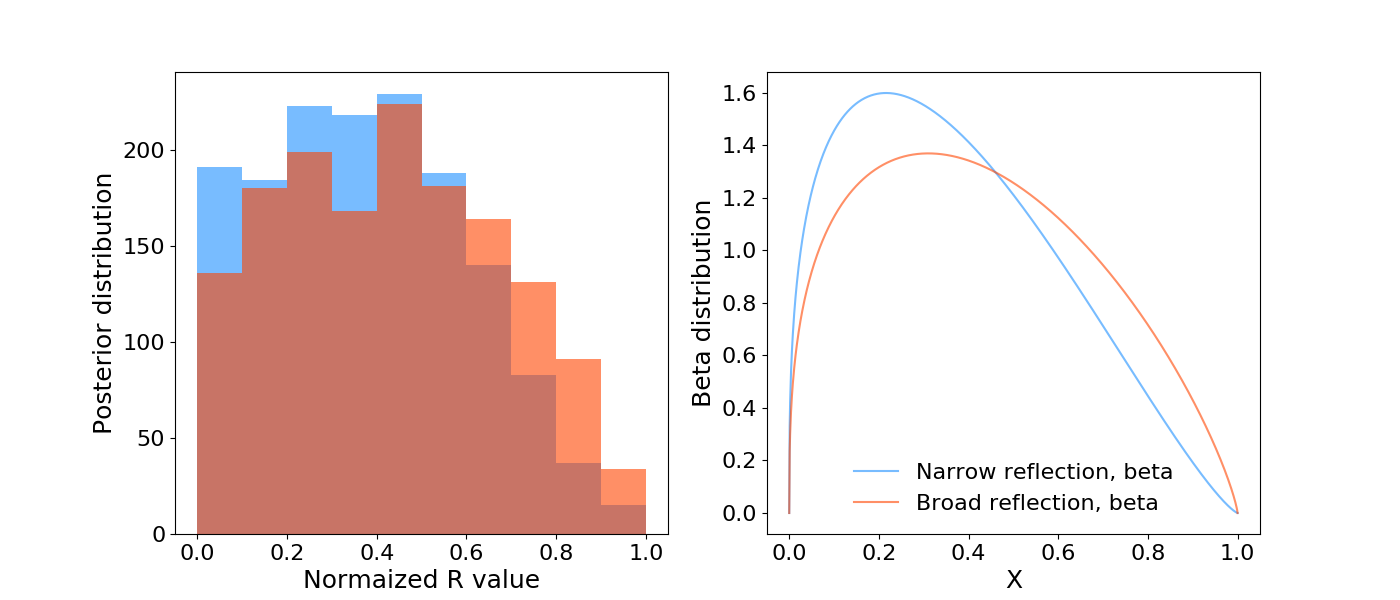 Posterior distribution
200
150
100
50
0
0.0 0.2 0.4 0.6 0.8 1.0
Normaized R value
Beta distribution
1.6
1.4
1.2
1.0
0.8
0.6
0.4
0.2
0.0
Narrow reflection, beta
Broad reflection, beta
0.0 0.2 0.4 0.6 0.8 1.0
X